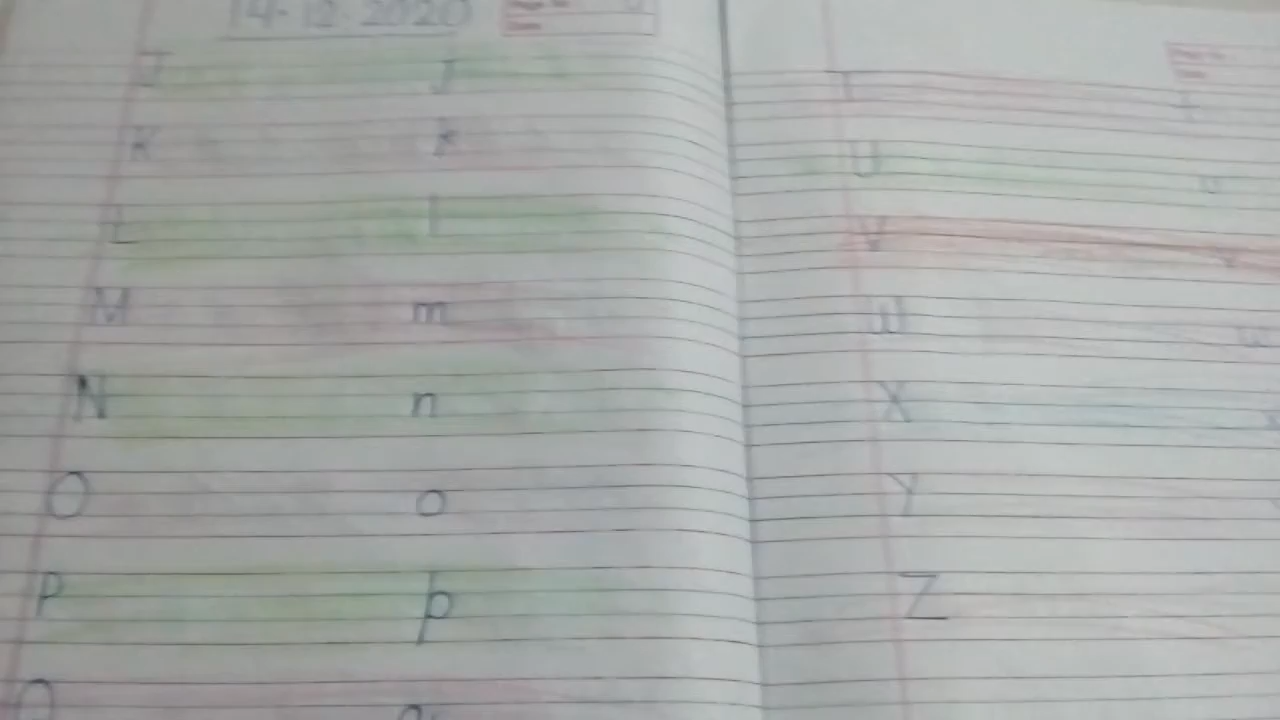 14-12-2020
J j
K k
L l
M m
N n
O o
P p
Q
T t
U u
V v
W w
X x
Y
Z